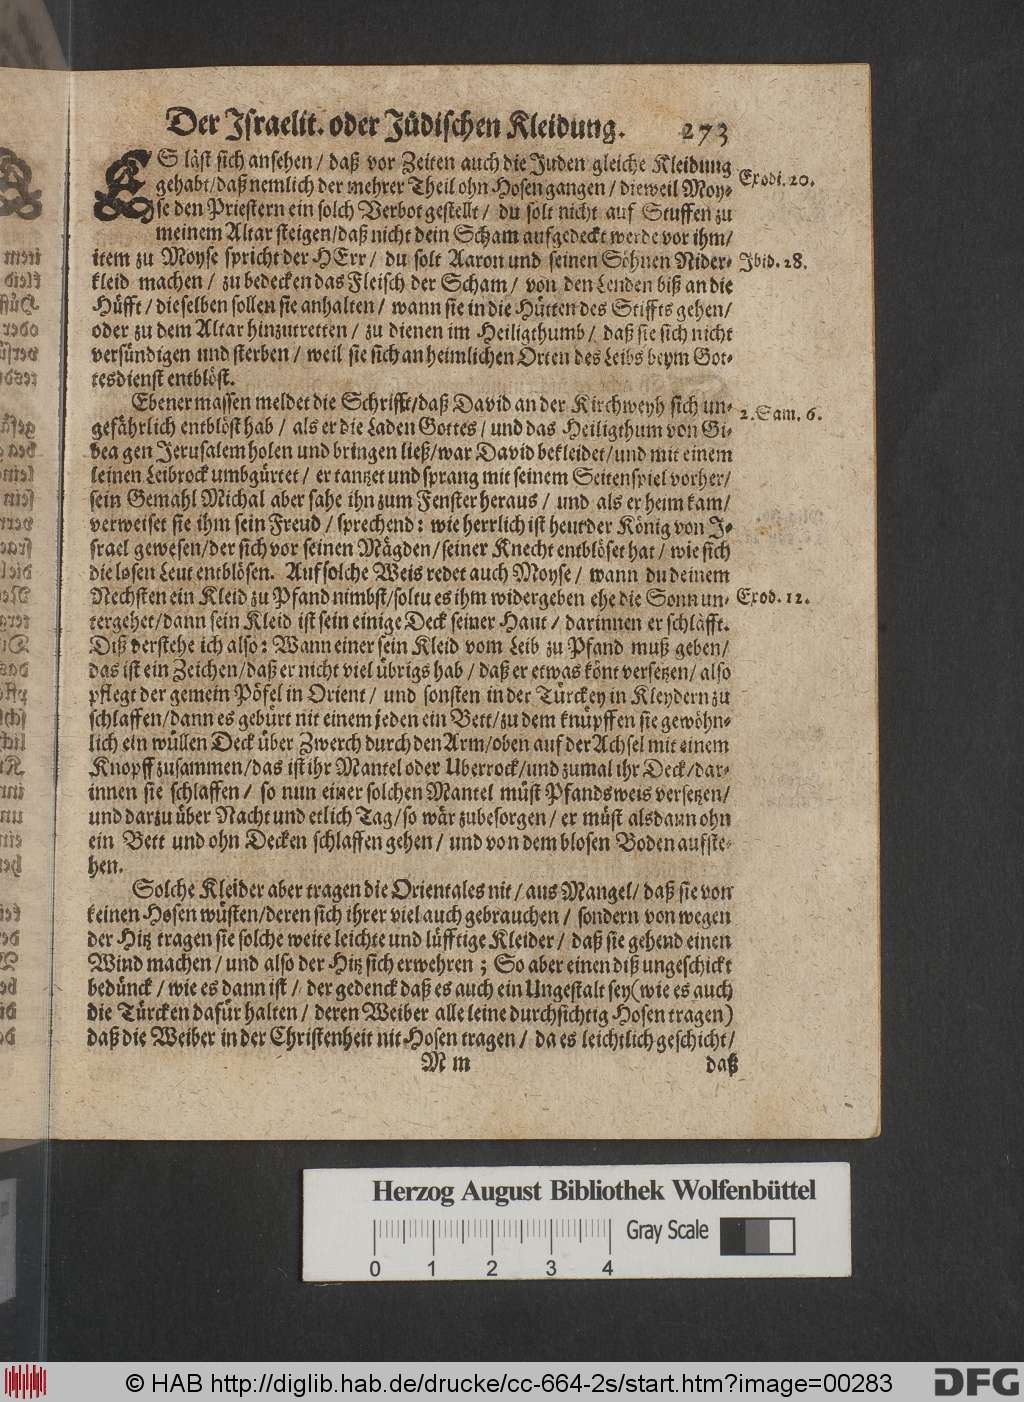 Der Israelit. oder Jüdischen Kleidung. 273
ES läst sich ansehen / daß vor Zeiten auch die Juden gleiche Kleidung
gehabt / daß nemlich der mehrer Theil ohn Hosen gangen / dieweil Moy-
se den Priestern ein solch Verbot gestellt / du solt nicht auf Stuffen zu
meinem Altar steigen / daß nicht dein Scham aufgedeckt werde vor ihm /
item zu Moyse spricht der HErr / du solt Aaron und seinen Söhnen Nider-
kleid machen / zu bedecken das Fleisch der Scham / von den Lenden biß an die
Hüfft / dieselben sollen sie anhalten / wann sie in die Hütten des Stiffts gehen /
oder zu dem Altar hinzutretten / zu dienen im Heiligthumb / daß sie sich nicht
versündigen und sterben / weil sie sich an heimlichen Orten des Leibs beym Got-
tesdienst entblöst.
Exodi. 20.
Jbid. 28.
Ebener massen meldet die Schrifft / daß David an der Kirchweyh sich un-
gefährlich entblöst hab / als er die Laden Gottes / und das Heiligthum von Gi-
bea gen Jerusalem holen und bringen ließ / war David bekleidet / und mit einem
leinen Leibrock umbgürtet / er tantzet und sprang mit seinem Seitenspiel vorher /
sein Gemahl Michal aber sahe ihn zum Fenster heraus / und als er heim kam /
verweiset sie ihm sein Freud / sprechend : wie herrlich ist heut der König von J-
srael gewesen / der sich vor seinen Mägden / seiner Knecht entblöset hat / wie sich
die losen Leut entblösen. Auf solche Weis redet auch Moyse / wann du deinem
Nechsten ein Kleid zu Pfand nimbst / soltu es ihm widergeben ehe die Sonn un-
tergehet / dann sein Kleid ist sein einige Deck seiner Haut / darinnen er schläfft.
Diß verstehe ich also : Wann einer sein Kleid vom Leib zu Pfand muß geben /
das ist ein Zeichen / daß er nicht viel übrigs hab / daß er etwas könt versetzen / also
pflegt der gemein Pöfel in Orient / und sonsten in der Türckey in Kleydern zu
schlaffen / dann es gebürt nit einem jeden ein Bett / zu dem knüpffen sie gewöhn-
lich ein wüllen Deck über Zwerch durch den Arm / oben auf der Achsel mit einem
Knopff zusammen / das ist ihr Mantel oder Uberrock / und zumal ihr Deck / dar-
innen sie schlaffen / so nun einer solchen Mantel müst Pfandsweis versetzen /
und darzu über Nacht und etlich Tag / so wär zubesorgen / er müst alsdann ohn
ein Bett und ohn Decken schlaffen gehen / und von dem blosen Boden aufste-
hen.
2. Sam. 6.
Exod. 12.
Solche Kleider aber tragen die Orientales nit / aus Mangel / daß sie von
keinen Hosen wüsten / deren sich ihrer viel auch gebrauchen / sondern von wegen
der Hitz tragen sie solche weite leichte und lüfftige Kleider / daß sie gehend einen
Wind machen / und also der Hitz sich erwehren ; So aber einen diß ungeschickt
bedünck / wie es dann ist / der gedenck daß es auch ein Ungestalt sey (wie es auch
die Türcken dafür halten / deren Weiber alle leine durchsichtig Hosen tragen)
daß die Weiber in der Christenheit nit Hosen tragen / da es leichtlich geschicht /
M m daß
Herzog August Bibliothek Wolfenbüttel
Gray Scale
0 1 2 3 4
© HAB http://diglib.hab.de/drucke/cc-664-2s/start.htm?image=00283
DFG